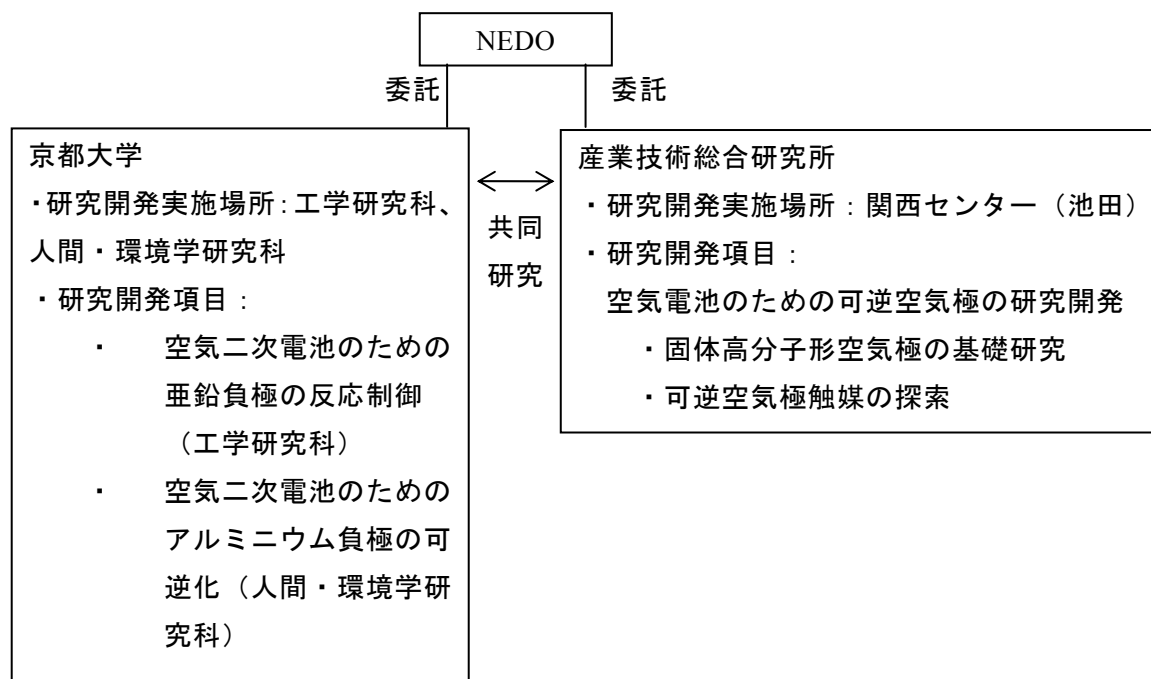 NEDO
委託
委託
京都大学
・研究開発実施場所：工学研究科、
人間・環境学研究科
・研究開発項目：
・ 空気二次電池のための
亜鉛負極の反応制御
（工学研究科）
・ 空気二次電池のための
アルミニウム負極の可
逆化（人間・環境学研
究科）
共同
研究
産業技術総合研究所
・研究開発実施場所：関西センター（池田）
・研究開発項目：
空気電池のための可逆空気極の研究開発
・固体高分子形空気極の基礎研究
・可逆空気極触媒の探索